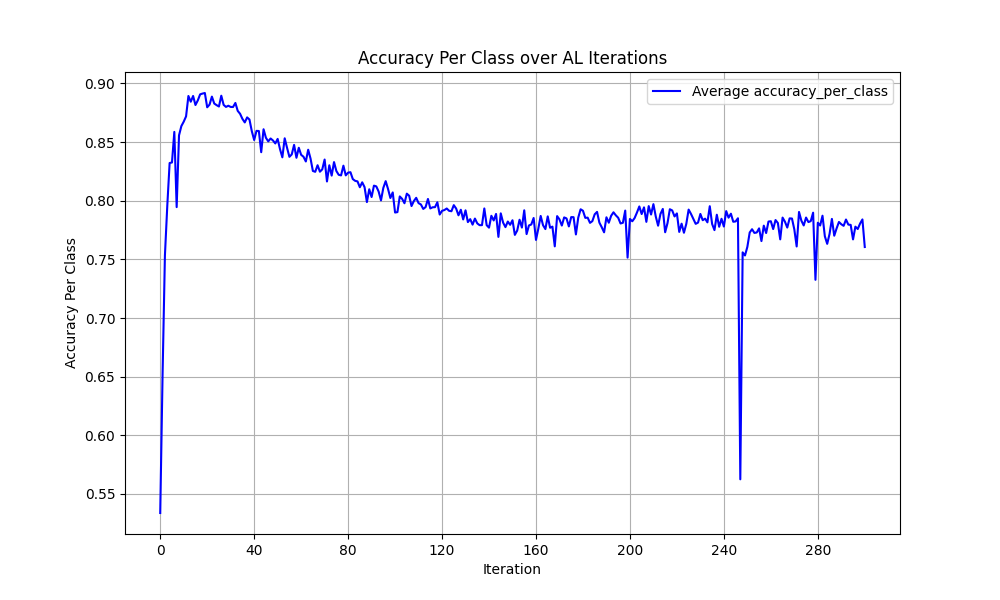 Accuracy Per Class over AL Iterations
Average accuracy_per_class
Accuracy Per Class
0.90
0.85
0.80
0.75
0.70
0.65
0.60
0.55
0 40 80 120 160 200 240 280
Iteration